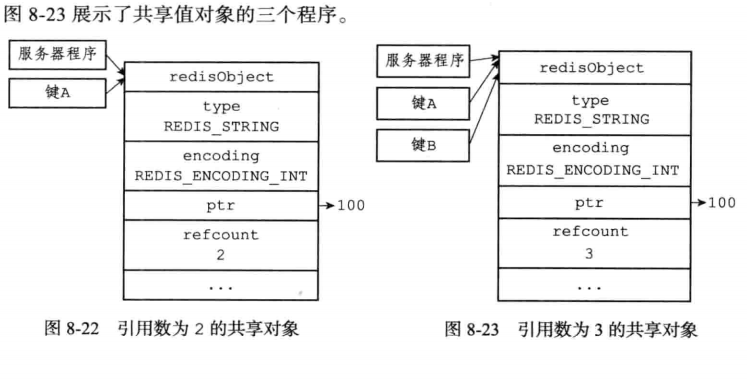 图 8-23 展示了共享值对象的三个程序。
服务器程序
键A
redisObject
type
REDIS_STRING
encoding
REDIS_ENCODING_INT
ptr
100
refcount
2
...
图 8-22 引用数为 2 的共享对象
服务器程序
键A
键B
redisObject
type
REDIS_STRING
encoding
REDIS_ENCODING_INT
ptr
100
refcount
3
...
图 8-23 引用数为 3 的共享对象